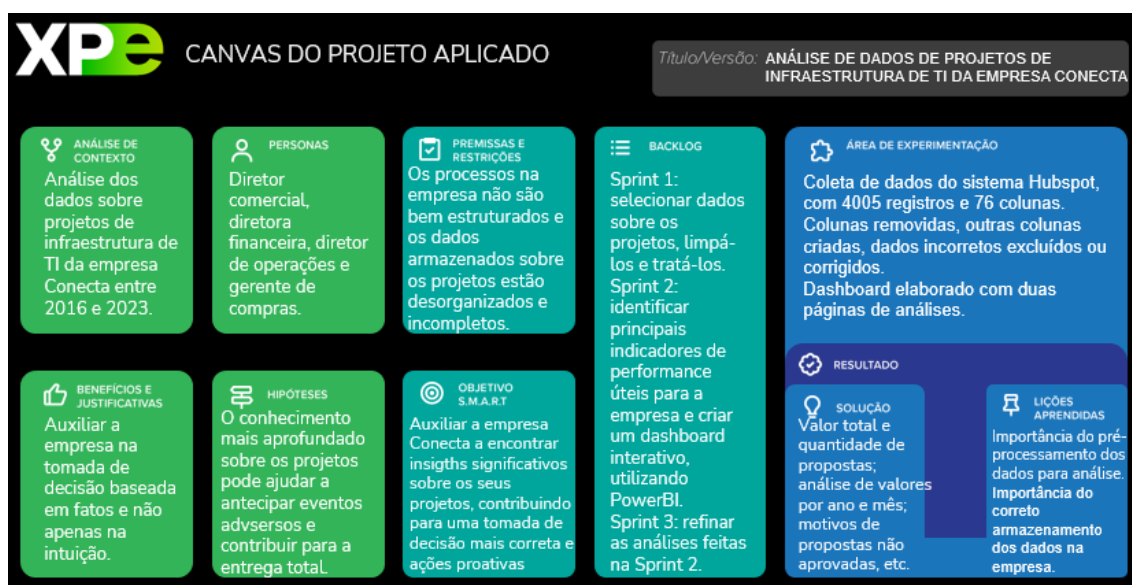 XPe
CANVAS DO PROJETO APLICADO
Título/Versão: ANÁLISE DE DADOS DE PROJETOS DE
INFRAESTRUTURA DE TI DA EMPRESA CONECTA
ANÁLISE DE
CONTEXTO
Análise dos
dados sobre
projetos de
infraestrutura de
TI da empresa
Conecta entre
2016 e 2023.
PERSONAS
Diretor
comercial,
diretora
financeira, diretor
de operações e
gerente de
compras.
PREMISSAS E
RESTRIÇÕES
Os processos na
empresa não são
bem estruturados e
os dados
armazenados sobre
os projetos estão
desorganizados e
incompletos.
BACKLOG
Sprint 1:
selecionar dados
sobre os
projetos, limpá-
los e tratá-los.
Sprint 2:
identificar
principais
indicadores de
performance
úteis para a
empresa e criar
um dashboard
interativo,
utilizando
PowerBI.
Sprint 3: refinar
as análises feitas
na Sprint 2.
ÁREA DE EXPERIMENTAÇÃO
Coleta de dados do sistema Hubspot,
com 4005 registros e 76 colunas.
Colunas removidas, outras colunas
criadas, dados incorretos excluídos ou
corrigidos.
Dashboard elaborado com duas
páginas de análises.
BENEFÍCIOS E
JUSTIFICATIVAS
Auxiliar a
empresa na
tomada de
decisão baseada
em fatos e não
apenas na
intuição.
HIPÓTESES
O conhecimento
mais aprofundado
sobre os projetos
pode ajudar a
antecipar eventos
advsersos e
contribuir para a
entrega total.
OBJETIVO
S.M.A.R.T
Auxiliar a empresa
Conecta a encontrar
insigths significativos
sobre os seus
projetos, contribuindo
para uma tomada de
decisão mais correta e
ações proativas
RESULTADO
SOLUÇÃO
Valor total e
quantidade de
propostas;
análise de valores
por ano e mês;
motivos de
propostas não
aprovadas, etc.
LIÇÕES
APRENDIDAS
Importância do pré-
processamento dos
dados para análise.
Importância do
correto
armazenamento
dos dados na
empresa.